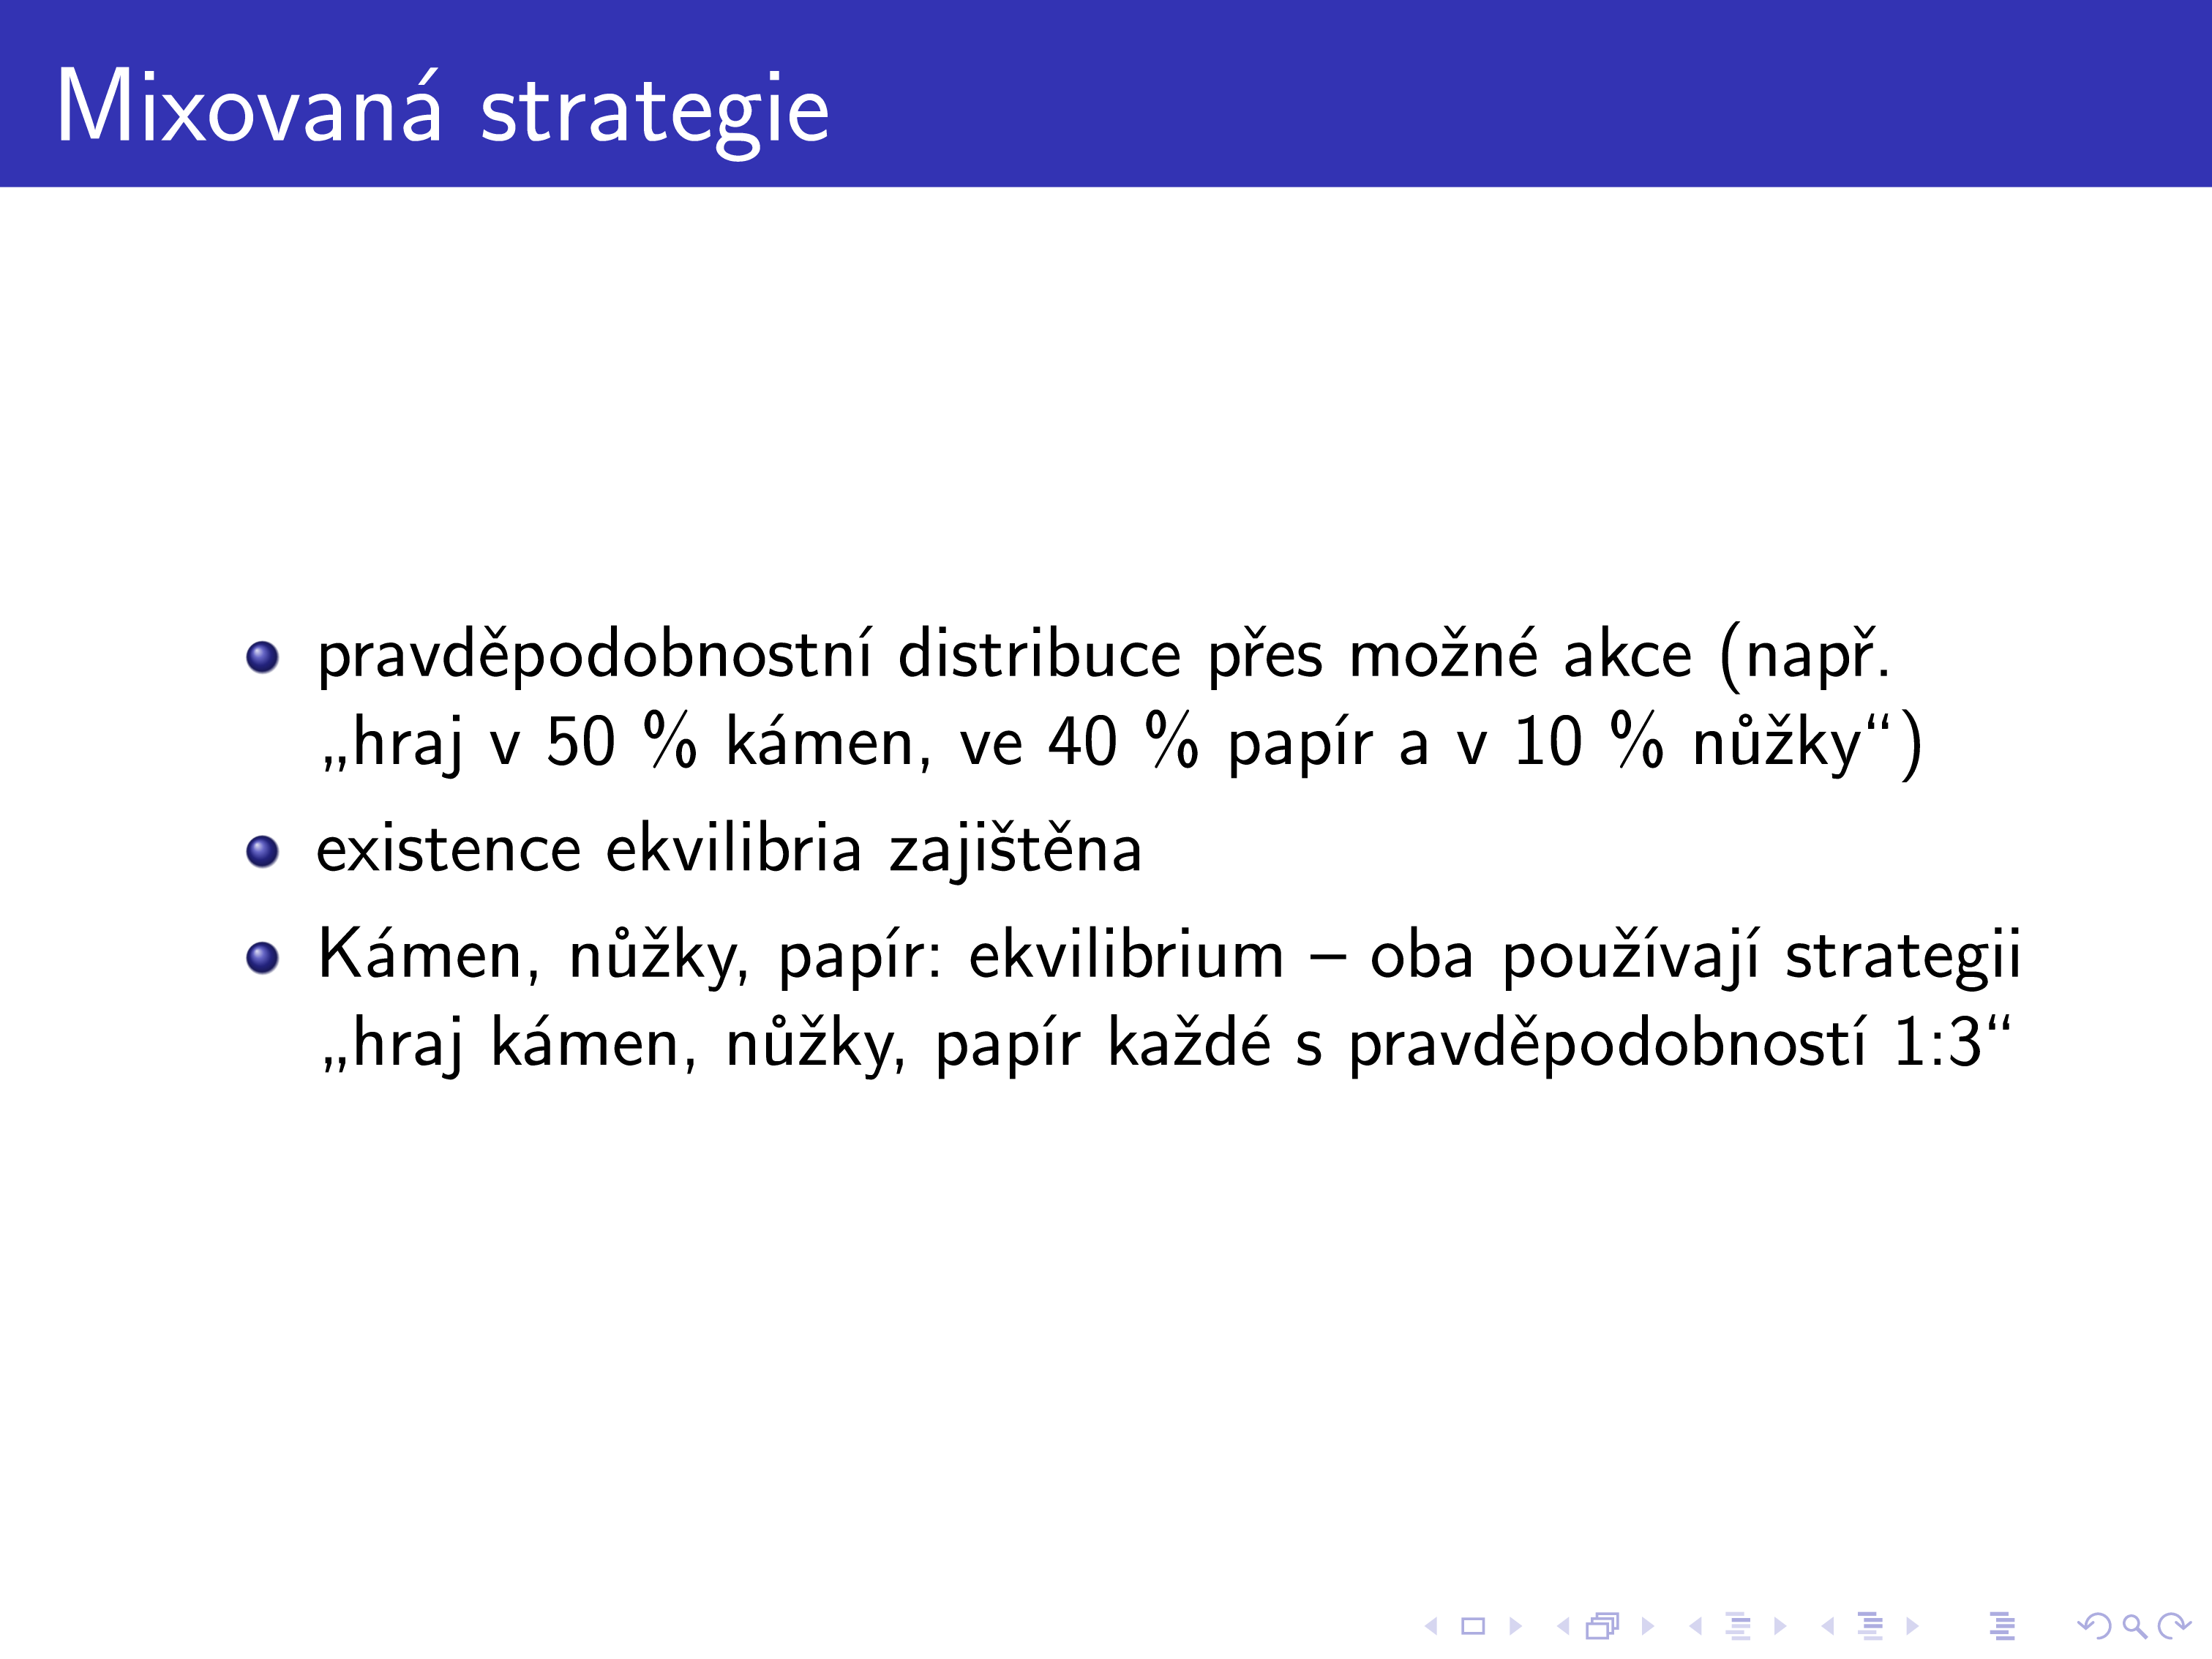 Mixovaná strategie
pravděpodobnostní distribuce přes možné akce (např.
„hraj v 50 % kámen, ve 40 % papír a v 10 % nůžky“)
existence ekvilibria zajištěna
Kámen, nůžky, papír: ekvilibrium – oba používají strategii
„hraj kámen, nůžky, papír každé s pravděpodobností 1:3“